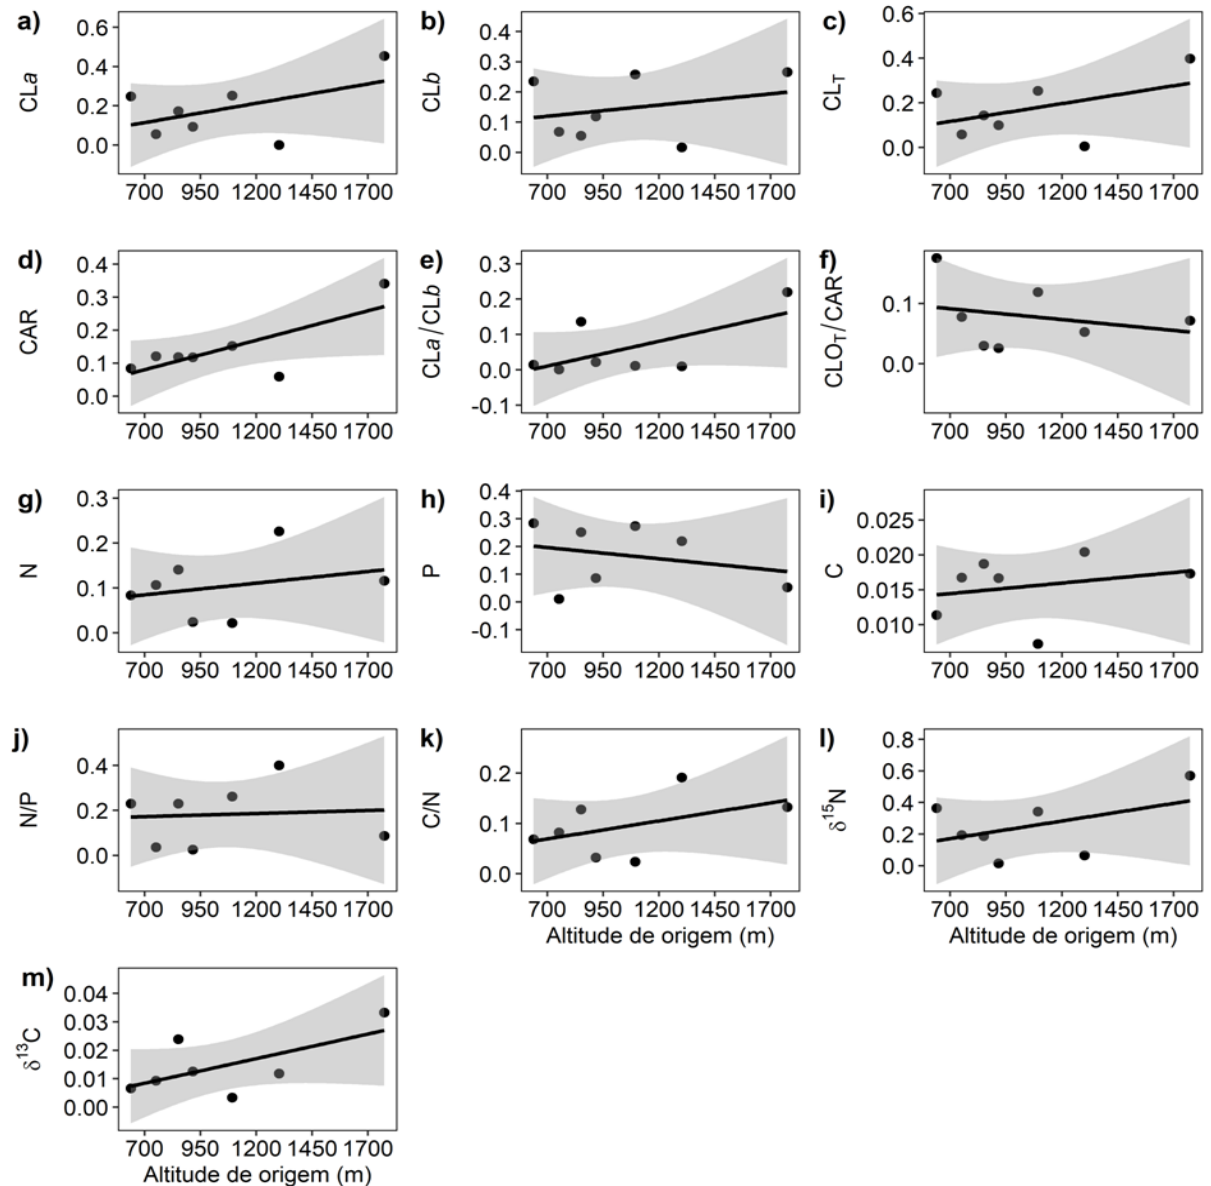 a)
CLa
0.6
0.4
0.2
0.0
700 950 1200 1450 1700
b)
CLb
0.4
0.3
0.2
0.1
0.0
700 950 1200 1450 1700
c)
CL_T
0.6
0.4
0.2
0.0
700 950 1200 1450 1700
d)
CAR
0.4
0.3
0.2
0.1
0.0
700 950 1200 1450 1700
e)
CLa/CLb
0.3
0.2
0.1
0.0
-0.1
700 950 1200 1450 1700
f)
CLO_T/CAR
0.1
0.0
700 950 1200 1450 1700
g)
N
0.3
0.2
0.1
0.0
700 950 1200 1450 1700
h)
P
0.4
0.3
0.2
0.1
0.0
-0.1
700 950 1200 1450 1700
i)
C
0.025
0.020
0.015
0.010
700 950 1200 1450 1700
j)
N/P
0.4
0.2
0.0
700 950 1200 1450 1700
k)
C/N
0.2
0.1
0.0
700 950 1200 1450 1700
Altitude de origem (m)
l)
δ¹⁵N
0.8
0.6
0.4
0.2
0.0
700 950 1200 1450 1700
Altitude de origem (m)
m)
δ¹³C
0.04
0.03
0.02
0.01
0.00
700 950 1200 1450 1700
Altitude de origem (m)